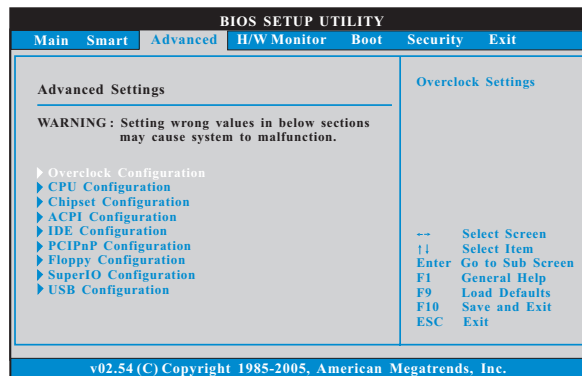 BIOS SETUP UTILITY
Main Smart Advanced H/W Monitor Boot Security Exit
Advanced Settings
WARNING : Setting wrong values in below sections
may cause system to malfunction.
Overclock Configuration
CPU Configuration
Chipset Configuration
ACPI Configuration
IDE Configuration
PCIPnP Configuration
Floppy Configuration
SuperIO Configuration
USB Configuration
Overclock Settings
←→ Select Screen
↑↓ Select Item
Enter Go to Sub Screen
F1 General Help
F9 Load Defaults
F10 Save and Exit
ESC Exit
v02.54 (C) Copyright 1985-2005, American Megatrends, Inc.